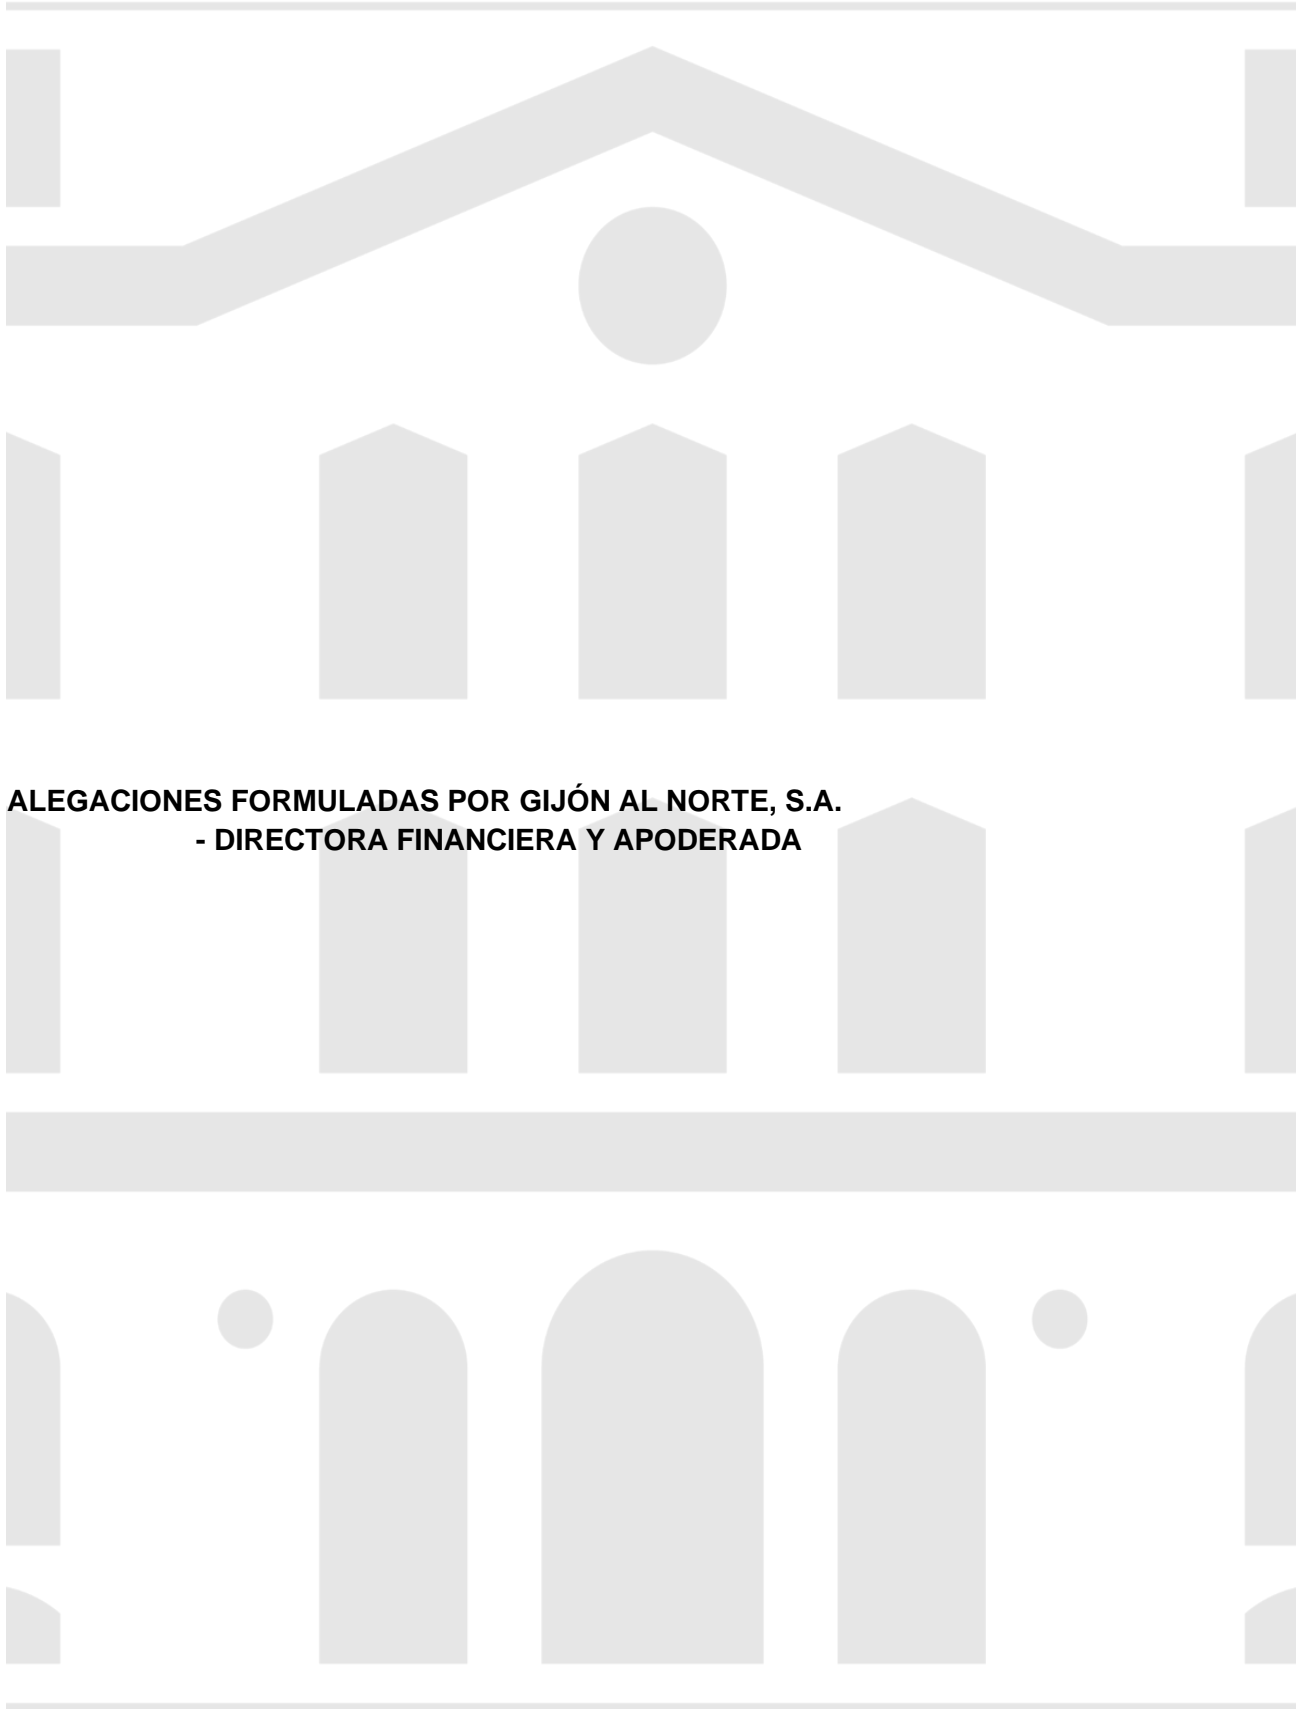 ALEGACIONES FORMULADAS POR GIJÓN AL NORTE, S.A.
- DIRECTORA FINANCIERA Y APODERADA